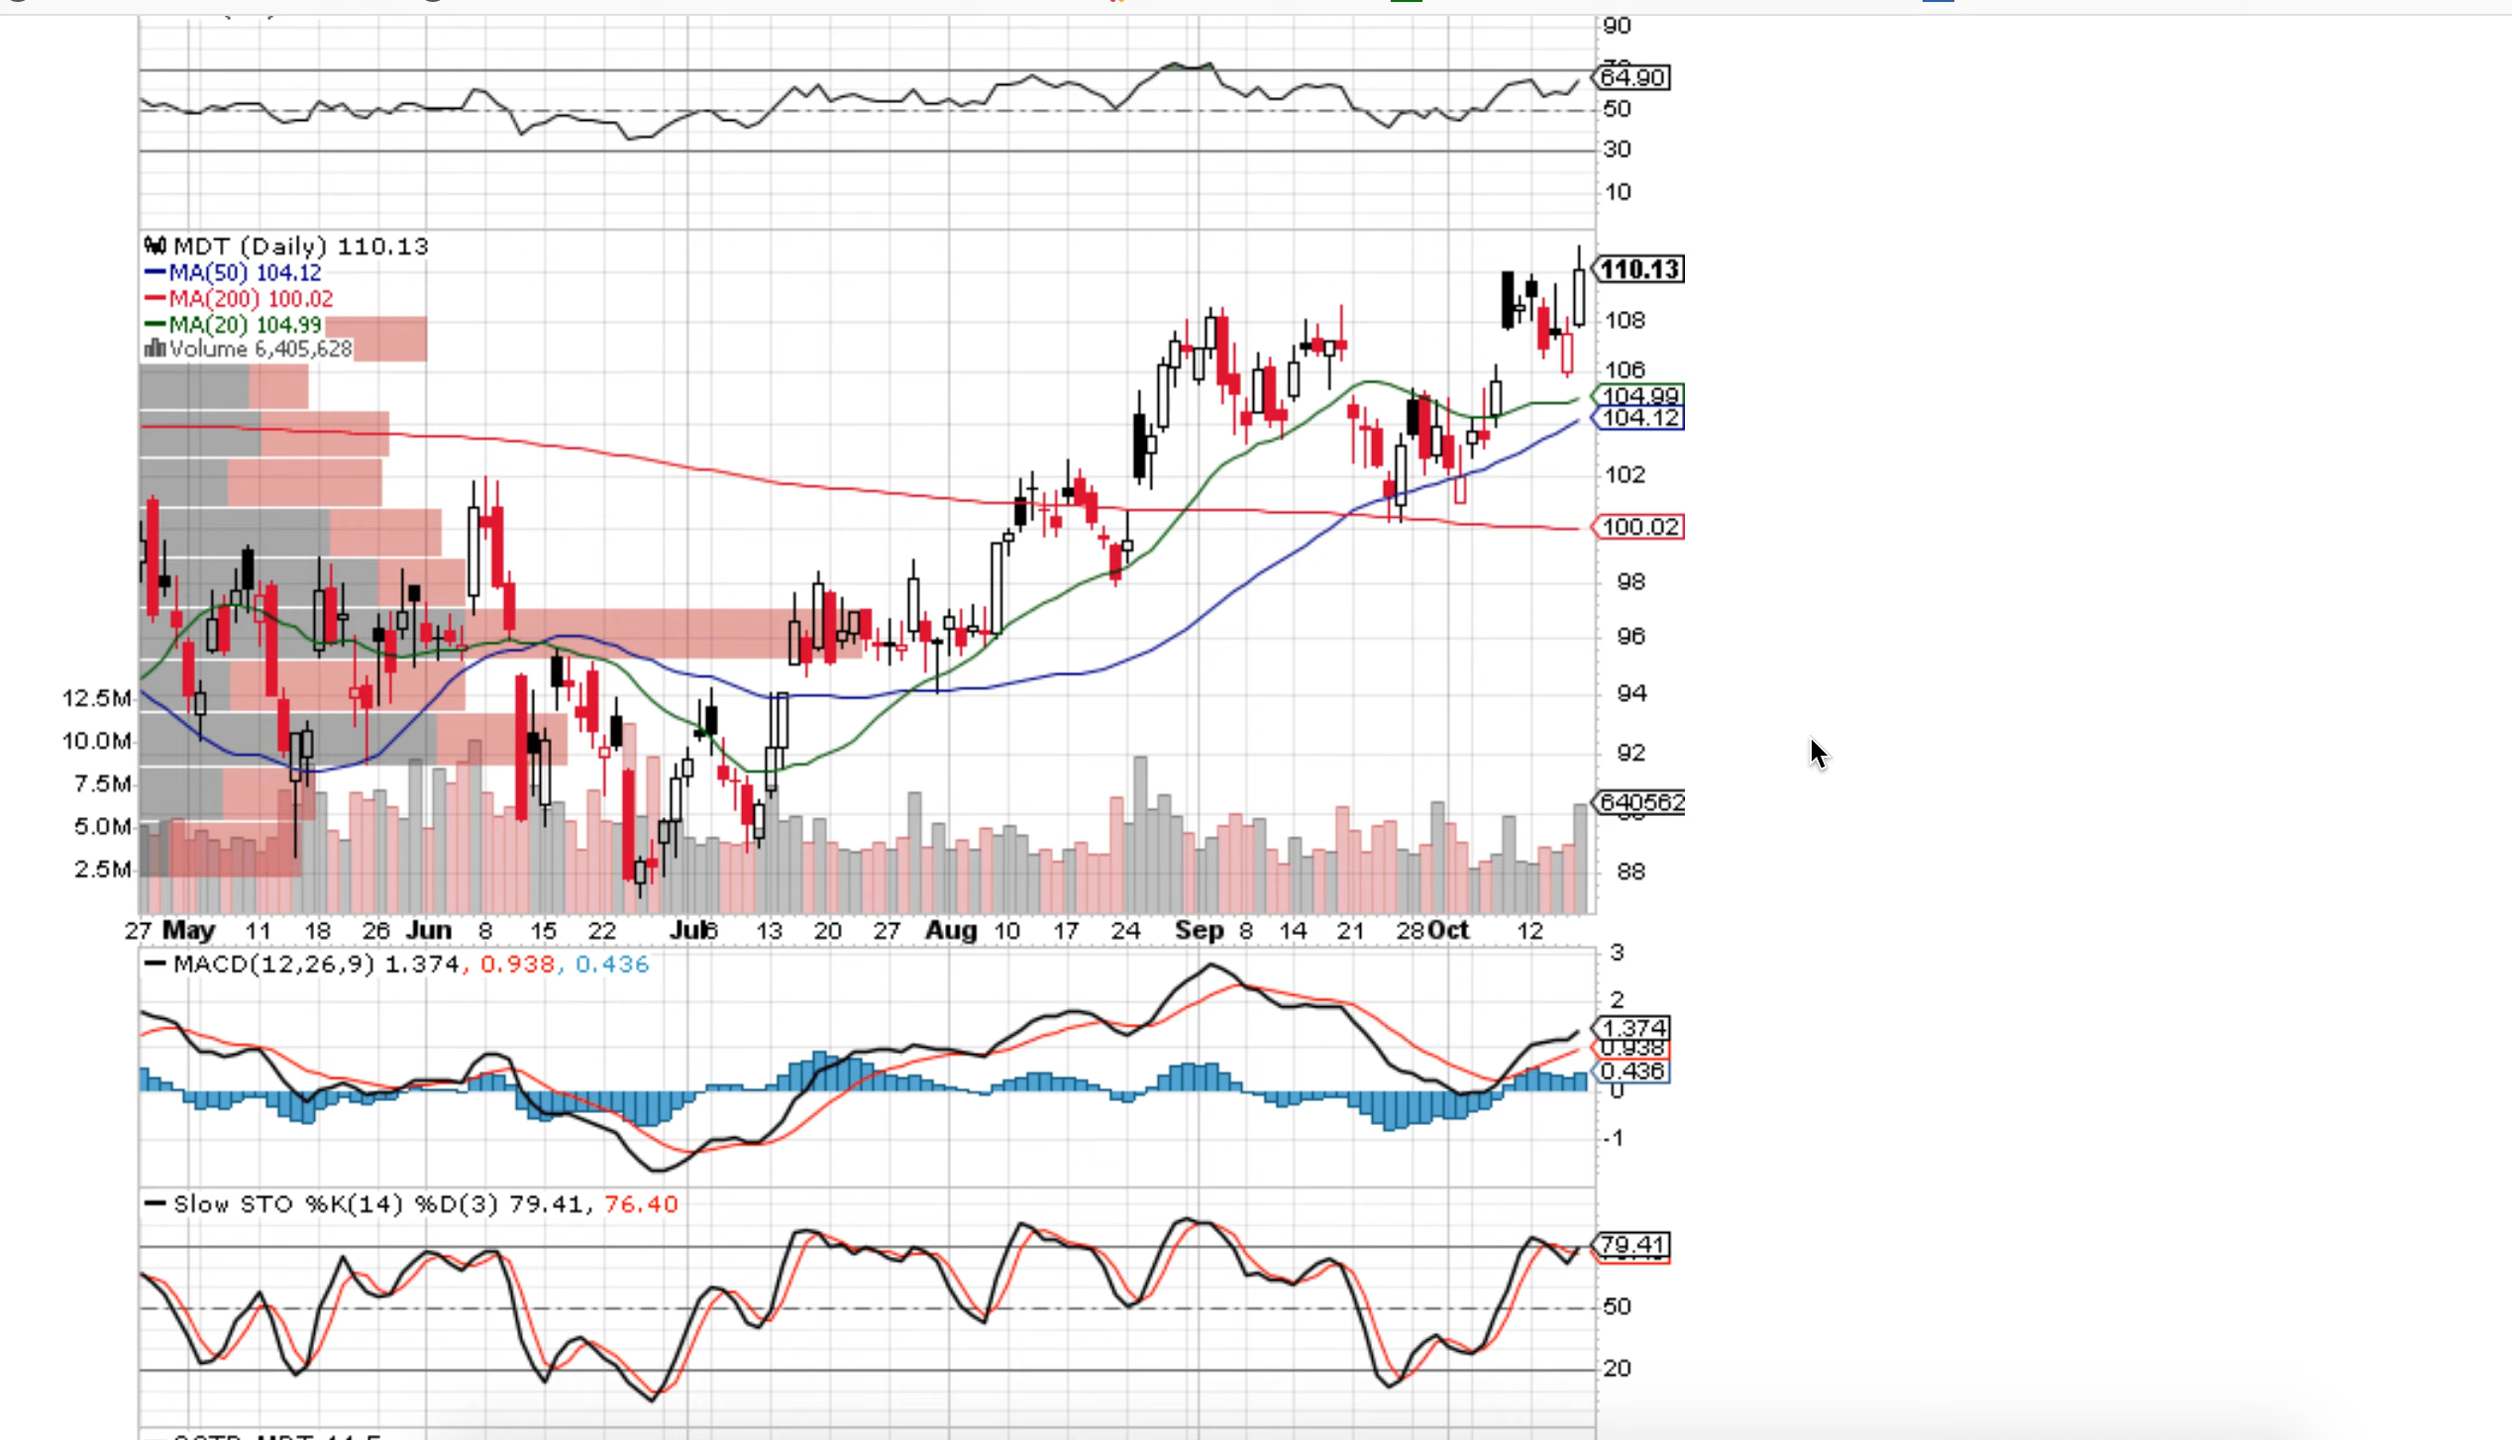 90
64.90
50
30
10
MDT (Daily) 110.13
MA(50) 104.12
MA(200) 100.02
MA(20) 104.99
Volume 6,405,628
110.13
108
106
104.99
104.12
102
100.02
98
96
94
92
88
640562
12.5M
10.0M
7.5M
5.0M
2.5M
27 May 11 18 26 Jun 8 15 22 Jul 6 13 20 27 Aug 10 17 24 Sep 8 14 21 28 Oct 12
MACD(12,26,9) 1.374, 0.938, 0.436
3
2
1.374
0.938
0.436
0
-1
Slow STO %K(14) %D(3) 79.41, 76.40
79.41
50
20